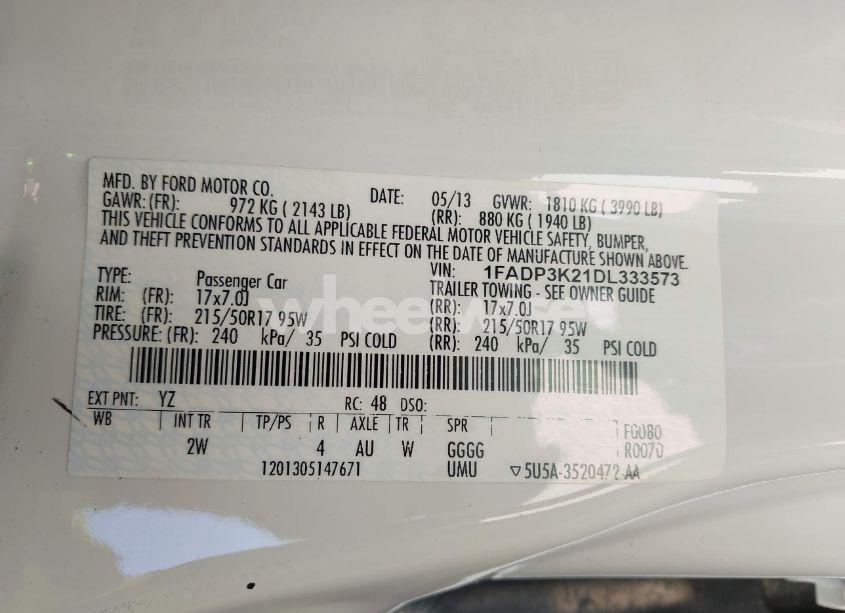 MFD. BY FORD MOTOR CO. DATE: 05/13 GVWR: 1810 KG ( 3990 LB)
GAWR: (FR): 972 KG ( 2143 LB) (RR): 880 KG ( 1940 LB)
THIS VEHICLE CONFORMS TO ALL APPLICABLE FEDERAL MOTOR VEHICLE SAFETY, BUMPER,
AND THEFT PREVENTION STANDARDS IN EFFECT ON THE DATE OF MANUFACTURE SHOWN ABOVE.
VIN: 1FADP3K21DL333573
TYPE: Passenger Car TRAILER TOWING - SEE OWNER GUIDE
RIM: (FR): 17x7.0J (RR): 17x7.0J
TIRE: (FR): 215/50R17 95W (RR): 215/50R17 95W
PRESSURE: (FR): 240 kPa/ 35 PSI COLD (RR): 240 kPa/ 35 PSI COLD
EXT PNT: YZ RC: 48 DSO:
WB INT TR TP/PS R AXLE TR SPR F0080
2W 4 AU W GGGG R0070
1201305147671 UMU ▽5U5A-3520472-AA
wheelwise